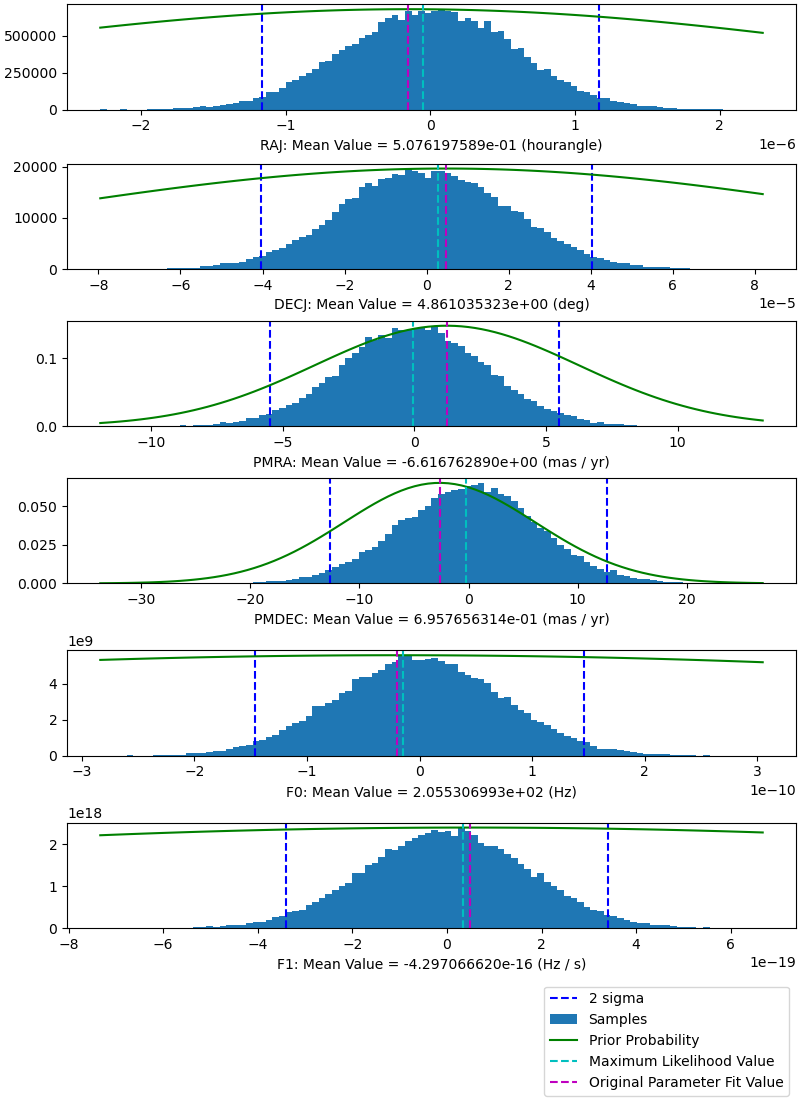 500000
250000
0
−2 −1 0 1 2
1e−6
RAJ: Mean Value = 5.076197589e-01 (hourangle)
20000
10000
0
−8 −6 −4 −2 0 2 4 6 8
1e−5
DECJ: Mean Value = 4.861035323e+00 (deg)
0.1
0.0
−10 −5 0 5 10
PMRA: Mean Value = -6.616762890e+00 (mas / yr)
0.050
0.025
0.000
−30 −20 −10 0 10 20
PMDEC: Mean Value = 6.957656314e-01 (mas / yr)
1e9
4
2
0
−3 −2 −1 0 1 2 3
1e−10
F0: Mean Value = 2.055306993e+02 (Hz)
1e18
2
1
0
−8 −6 −4 −2 0 2 4 6
1e−19
F1: Mean Value = -4.297066620e-16 (Hz / s)
2 sigma
Samples
Prior Probability
Maximum Likelihood Value
Original Parameter Fit Value